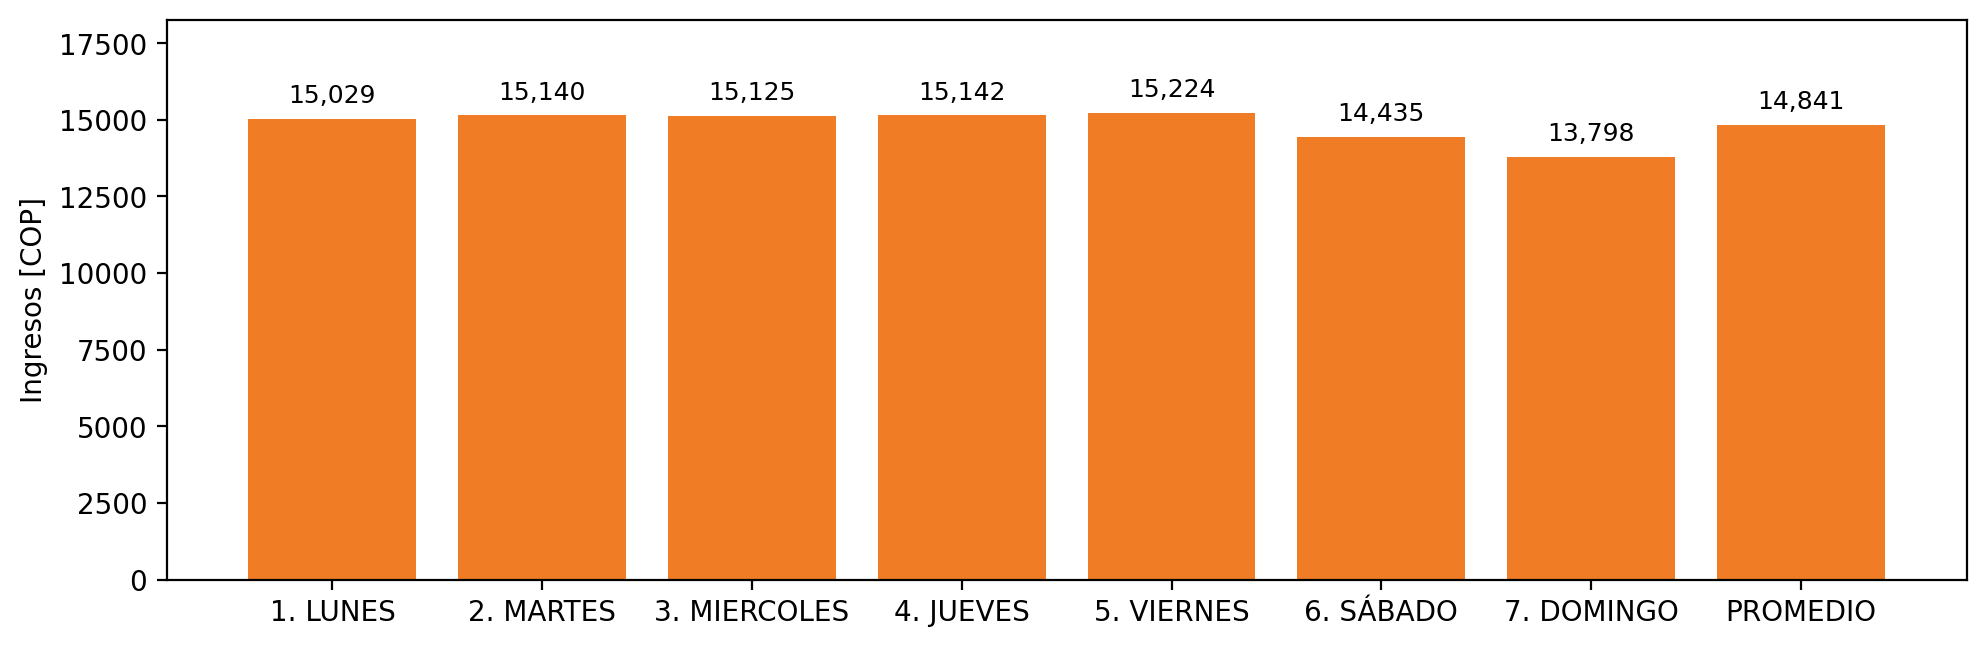 17500
15000
12500
10000
7500
5000
2500
0
Ingresos [COP]
15,029
15,140
15,125
15,142
15,224
14,435
13,798
14,841
1. LUNES
2. MARTES
3. MIERCOLES
4. JUEVES
5. VIERNES
6. SÁBADO
7. DOMINGO
PROMEDIO